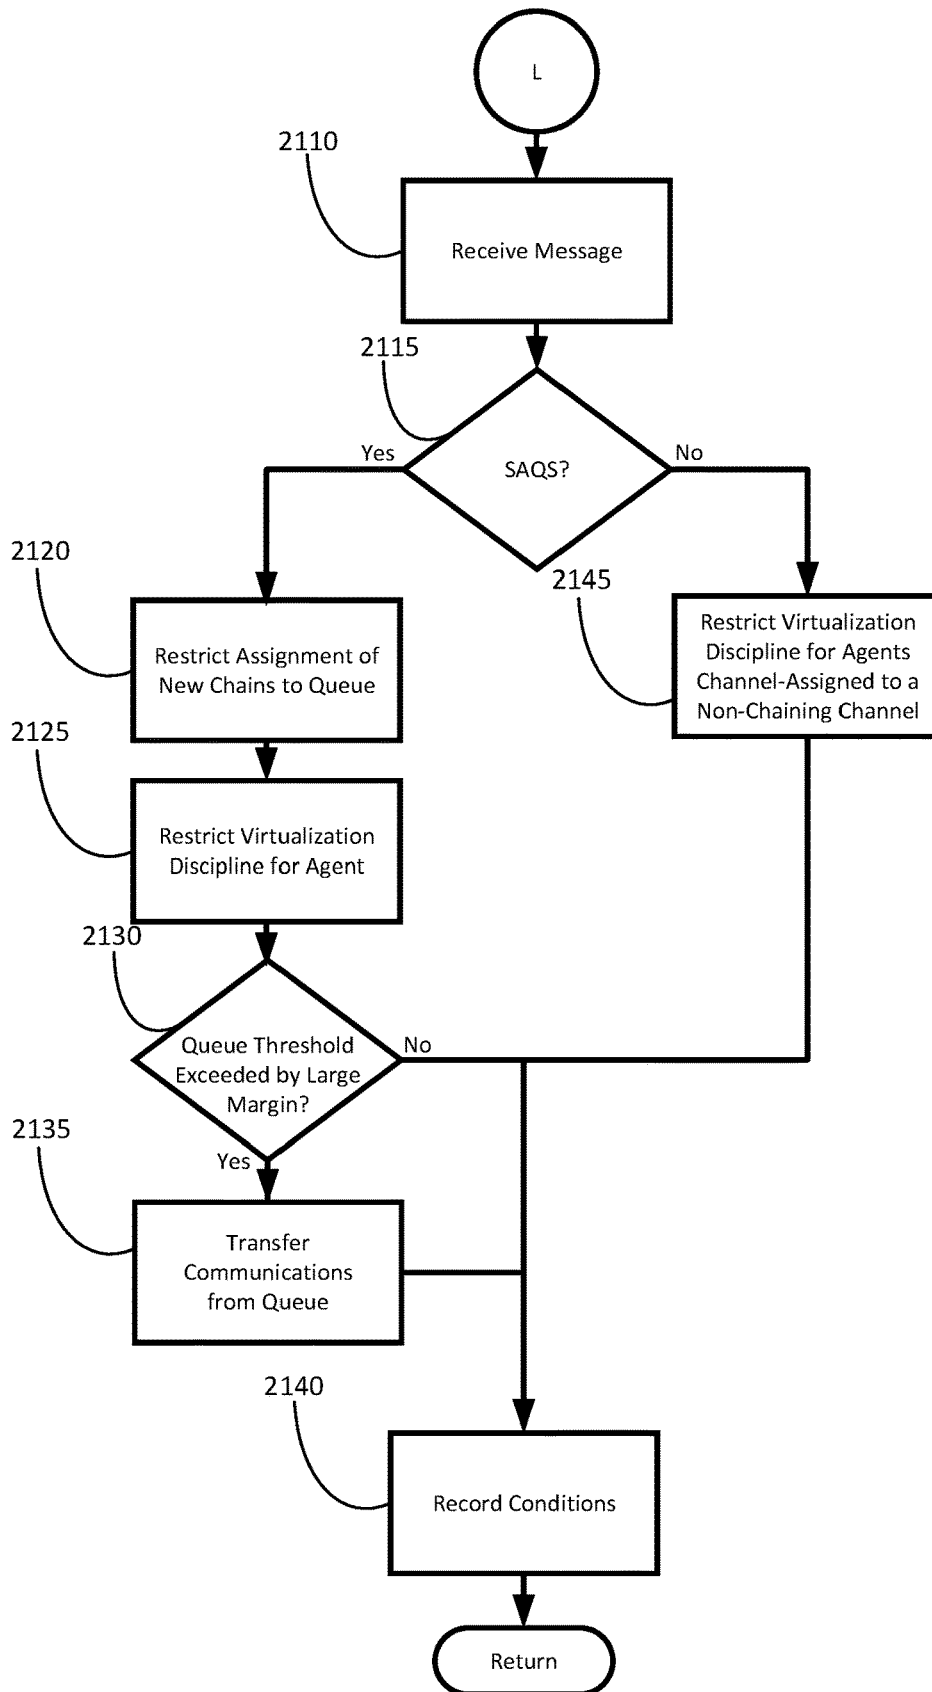 L
2110
Receive Message
2115
Yes
SAQS?
No
2120
2145
Restrict Assignment of
New Chains to Queue
Restrict Virtualization
Discipline for Agents
Channel-Assigned to a
Non-Chaining Channel
2125
Restrict Virtualization
Discipline for Agent
2130
Queue Threshold
Exceeded by Large
Margin?
No
2135
Yes
Transfer
Communications
from Queue
2140
Record Conditions
Return